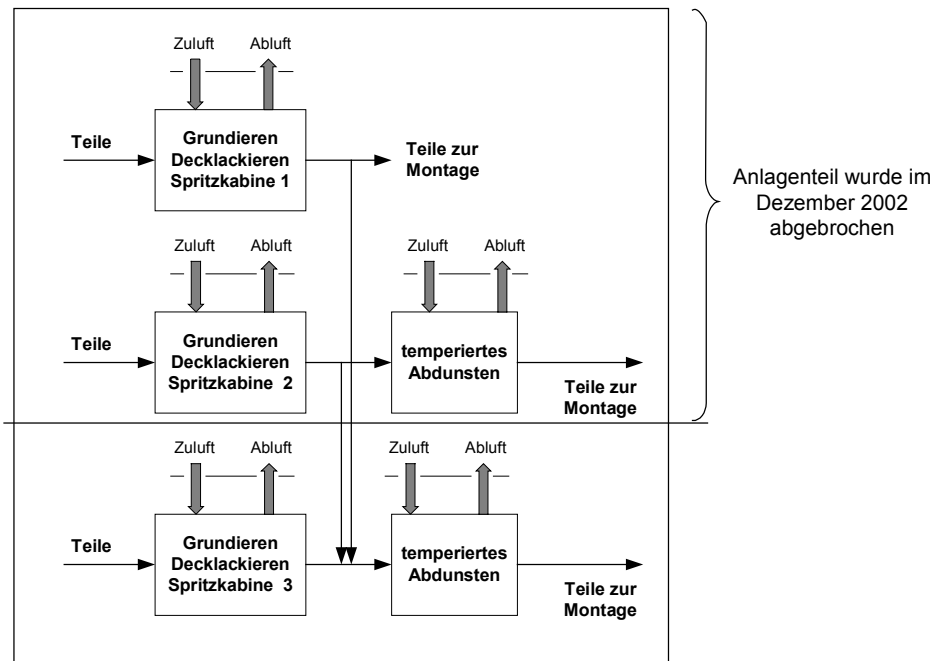 Zuluft Abluft
Teile
Grundieren
Decklackieren
Spritzkabine 1
Teile zur
Montage
Anlagenteil wurde im
Dezember 2002
abgebrochen
Zuluft Abluft
Zuluft Abluft
Teile
Grundieren
Decklackieren
Spritzkabine 2
temperiertes
Abdunsten
Teile zur
Montage
Zuluft Abluft
Zuluft Abluft
Teile
Grundieren
Decklackieren
Spritzkabine 3
temperiertes
Abdunsten
Teile zur
Montage